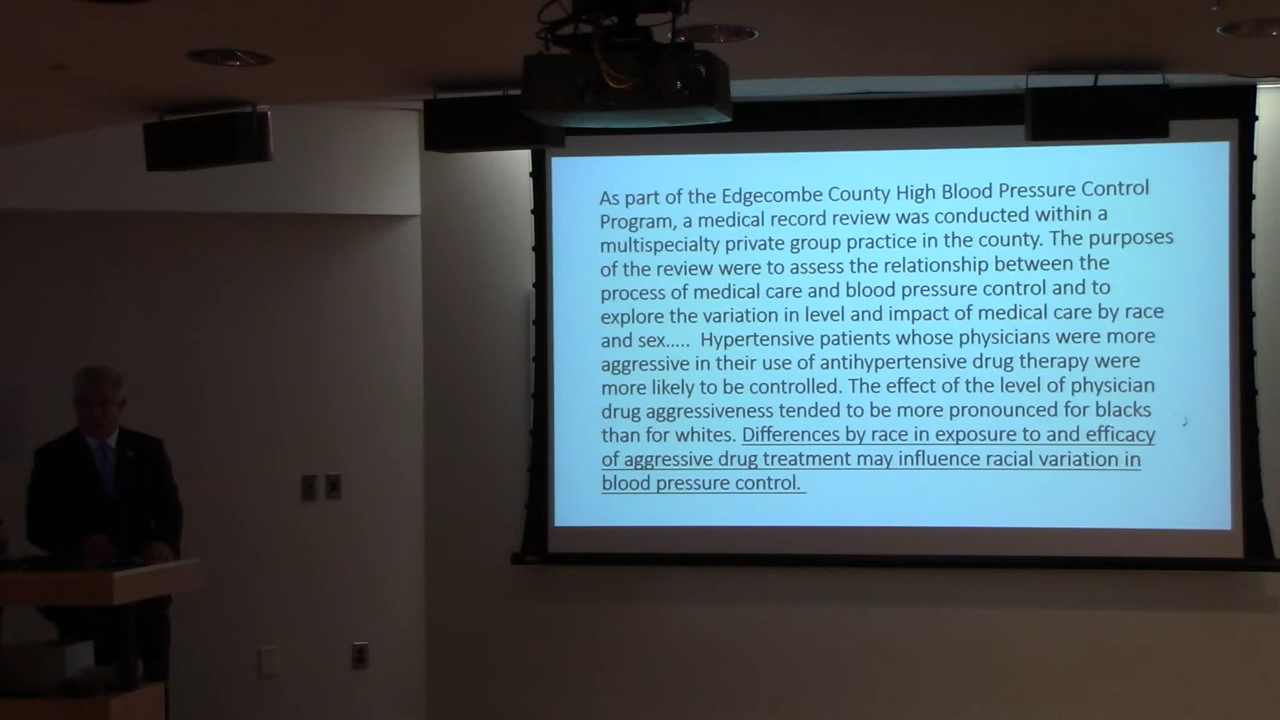 As part of the Edgecombe County High Blood Pressure Control
Program, a medical record review was conducted within a
multispecialty private group practice in the county. The purposes
of the review were to assess the relationship between the
process of medical care and blood pressure control and to
explore the variation in level and impact of medical care by race
and sex..... Hypertensive patients whose physicians were more
aggressive in their use of antihypertensive drug therapy were
more likely to be controlled. The effect of the level of physician
drug aggressiveness tended to be more pronounced for blacks
than for whites. Differences by race in exposure to and efficacy
of aggressive drug treatment may influence racial variation in
blood pressure control.